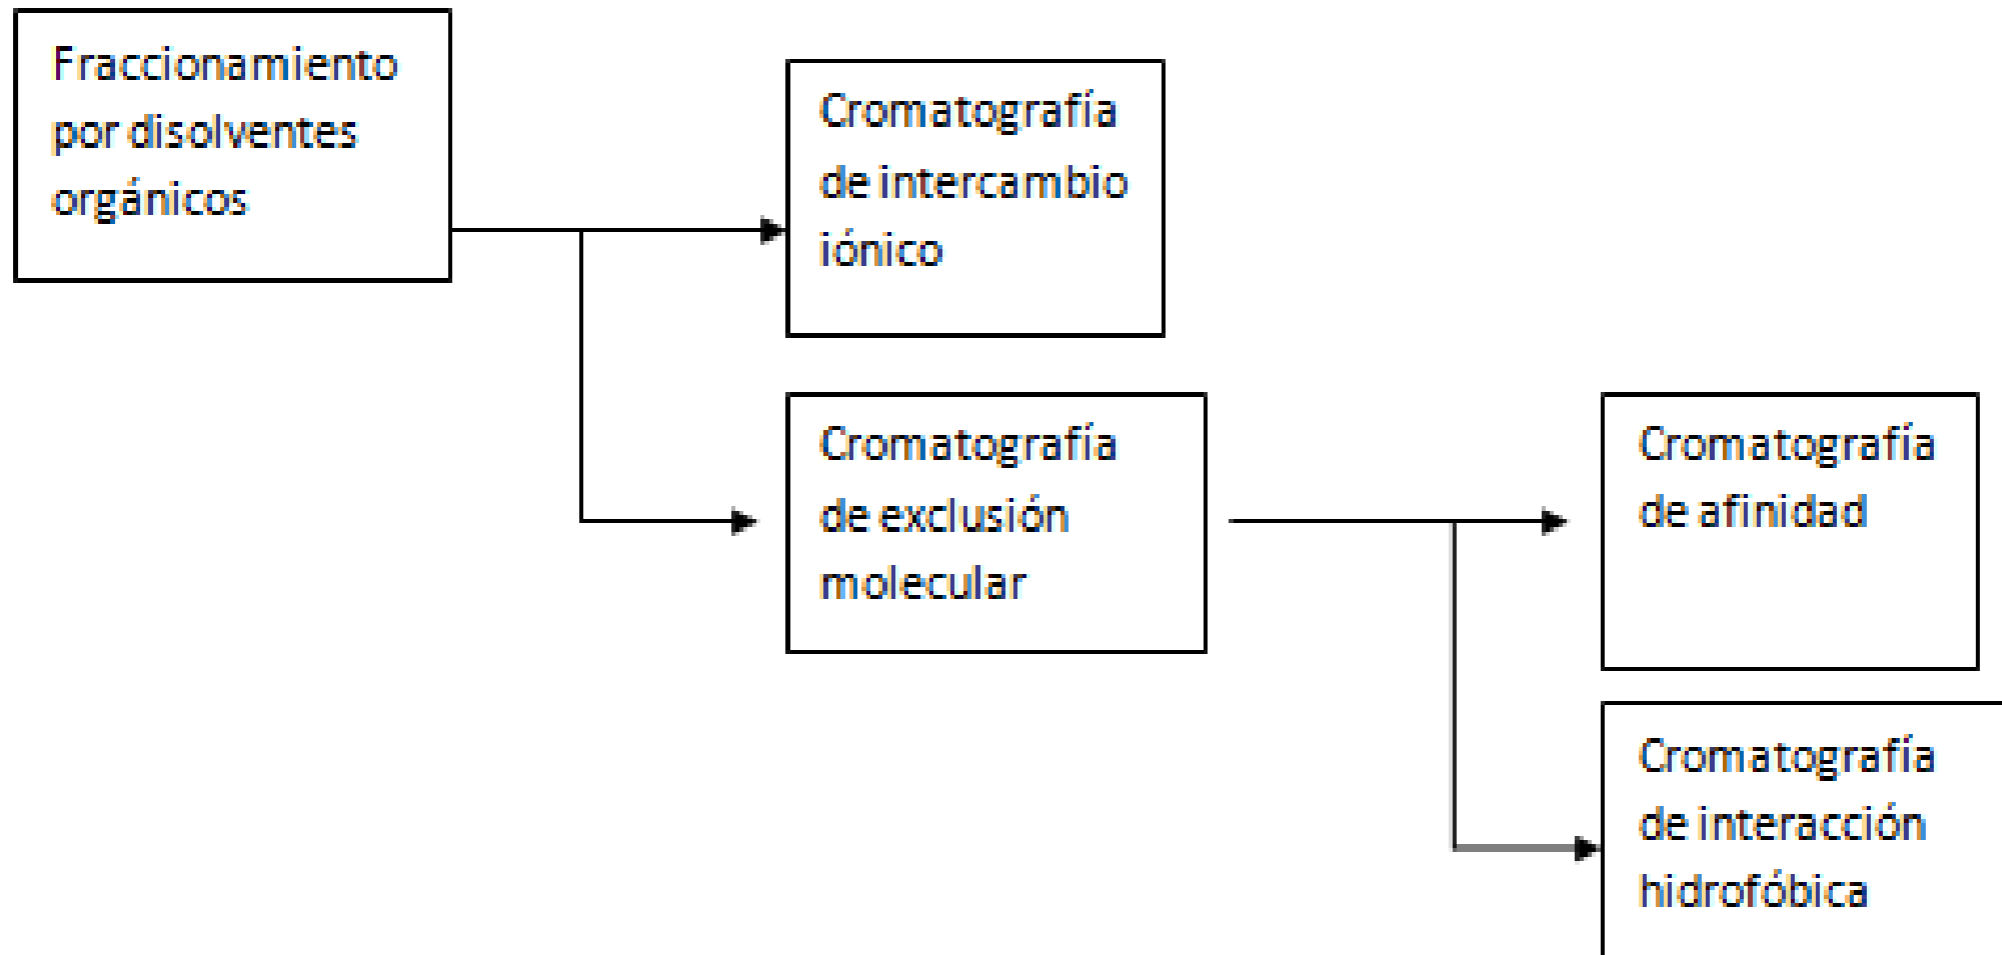 Fraccionamiento
por disolventes
orgánicos
Cromatografía
de intercambio
iónico
Cromatografía
de exclusión
molecular
Cromatografía
de afinidad
Cromatografía
de interacción
hidrofóbica